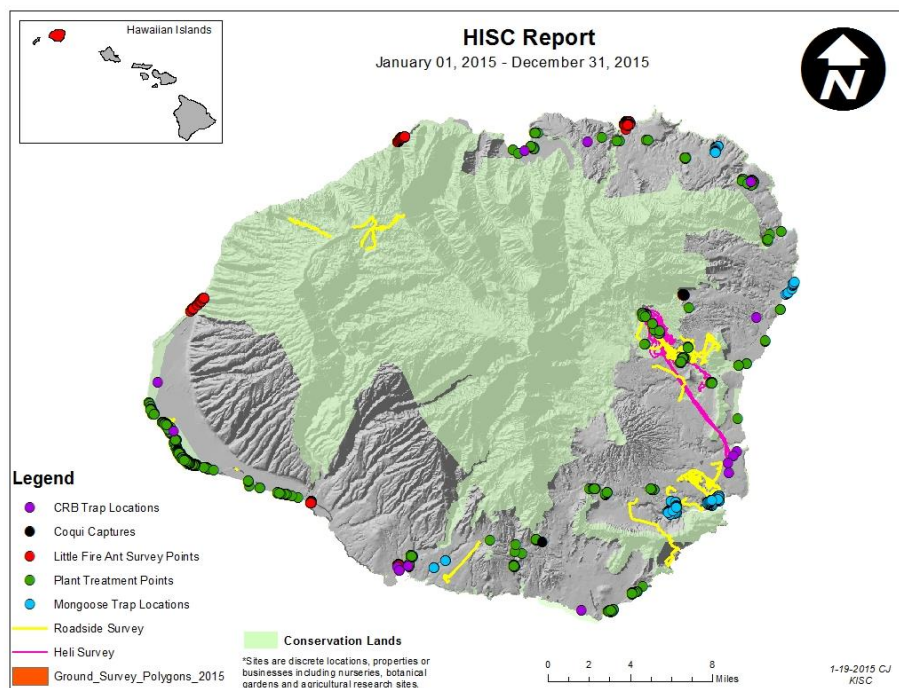 Hawaiian Islands
HISC Report
January 01, 2015 - December 31, 2015
N
Legend
CRB Trap Locations
Coqui Captures
Little Fire Ant Survey Points
Plant Treatment Points
Mongoose Trap Locations
Roadside Survey
Heli Survey
Ground_Survey_Polygons_2015
Conservation Lands
*Sites are discrete locations, properties or
businesses including nurseries, botanical
gardens and agricultural research sites.
0 2 4 8
Miles
1-19-2015 CJ
KISC